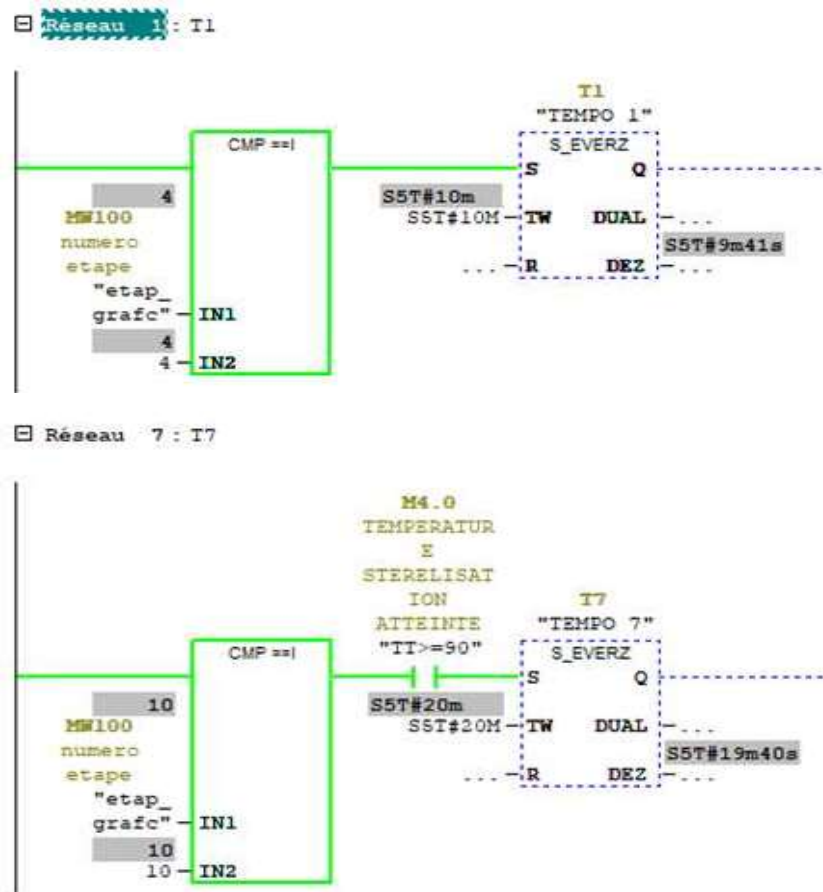 Réseau 1 : T1
T1
"TEMPO 1"
CMP ==I
S_EVERZ
S Q
4
S5T#10m
MW100
S5T#10M TW DUAL ...
numero
S5T#9m41s
etape
... R DEZ ...
"etap_
grafc" IN1
4
4 IN2
Réseau 7 : T7
M4.0
TEMPERATUR
E
STERELISAT
ION
T7
ATTEINTE
"TEMPO 7"
CMP ==I
"TT>=90"
S_EVERZ
S Q
10
S5T#20m
MW100
S5T#20M TW DUAL ...
numero
S5T#19m40s
etape
... R DEZ ...
"etap_
grafc" IN1
10
10 IN2